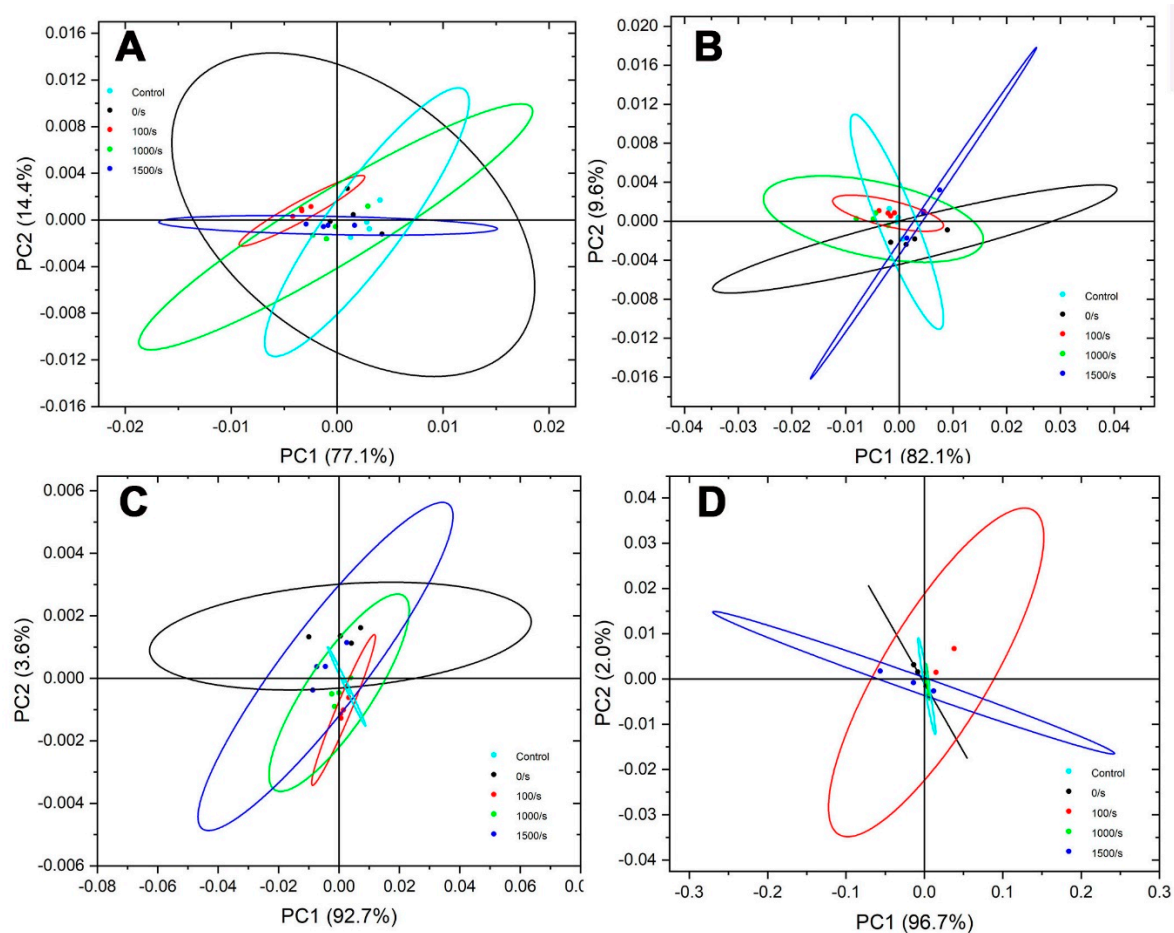 A
0.016
0.012
0.008
0.004
0.000
-0.004
-0.008
-0.012
-0.016
PC2 (14.4%)
Control
0/s
100/s
1000/s
1500/s
-0.02 -0.01 0.00 0.01 0.02
PC1 (77.1%)
B
0.020
0.016
0.012
0.008
0.004
0.000
-0.004
-0.008
-0.012
-0.016
PC2 (9.6%)
Control
0/s
100/s
1000/s
1500/s
-0.04 -0.03 -0.02 -0.01 0.00 0.01 0.02 0.03 0.04
PC1 (82.1%)
C
0.006
0.004
0.002
0.000
-0.002
-0.004
-0.006
PC2 (3.6%)
Control
0/s
100/s
1000/s
1500/s
-0.08 -0.06 -0.04 -0.02 0.00 0.02 0.04 0.06
PC1 (92.7%)
D
0.04
0.03
0.02
0.01
0.00
-0.01
-0.02
-0.03
-0.04
PC2 (2.0%)
Control
0/s
100/s
1000/s
1500/s
-0.3 -0.2 -0.1 0.0 0.1 0.2 0.3
PC1 (96.7%)